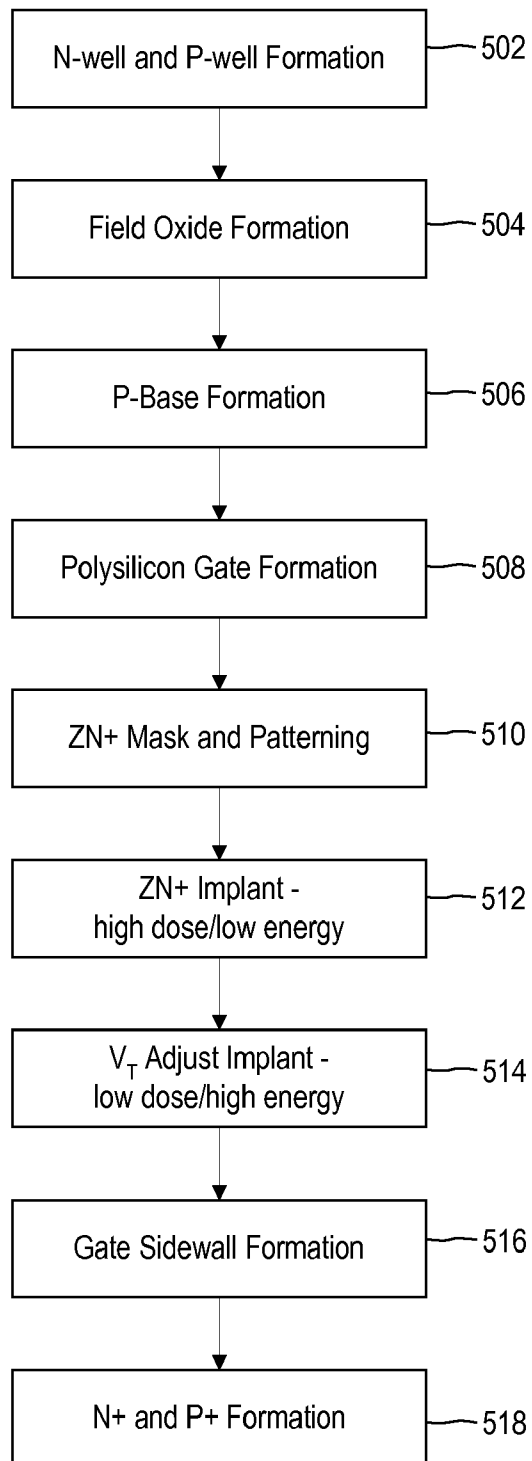 N-well and P-well Formation
502
Field Oxide Formation
504
P-Base Formation
506
Polysilicon Gate Formation
508
ZN+ Mask and Patterning
510
ZN+ Implant -
high dose/low energy
512
V_T Adjust Implant -
low dose/high energy
514
Gate Sidewall Formation
516
N+ and P+ Formation
518